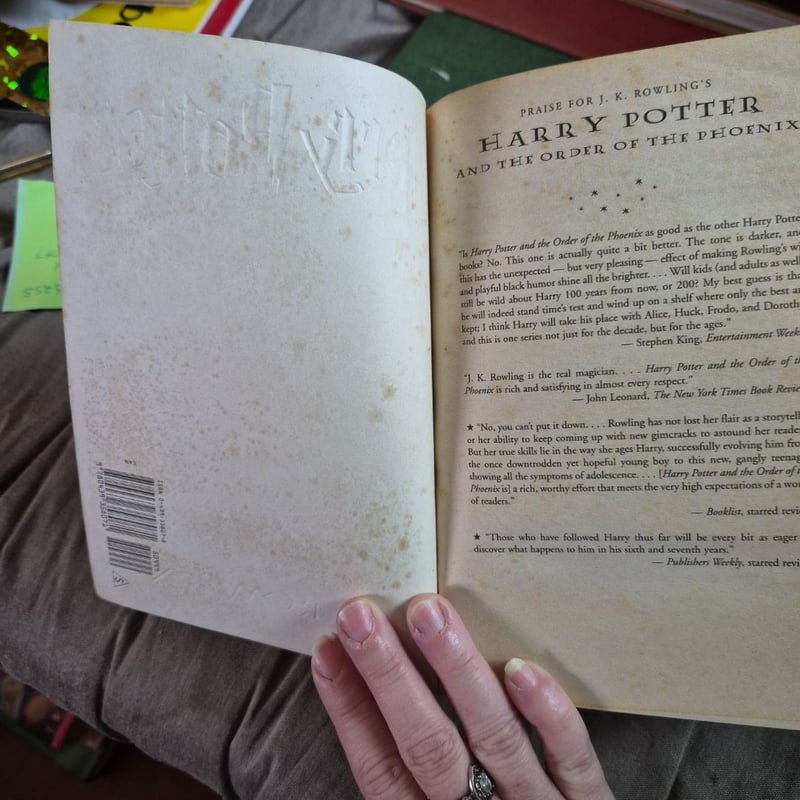 PRAISE FOR J. K. ROWLING'S
HARRY POTTER
AND THE ORDER OF THE PHOENIX
"Is Harry Potter and the Order of the Phoenix as good as the other Harry Potte
books? No. This one is actually quite a bit better. The tone is darker, an
this has the unexpected — but very pleasing — effect of making Rowling's wi
and playful black humor shine all the brighter. . . . Will kids (and adults as well
still be wild about Harry 100 years from now, or 200? My best guess is tha
he will indeed stand time's test and wind up on a shelf where only the best ar
kept; I think Harry will take his place with Alice, Huck, Frodo, and Doroth
and this is one series not just for the decade, but for the ages."
— Stephen King, Entertainment Week
"J. K. Rowling is the real magician. . . . Harry Potter and the Order of th
Phoenix is rich and satisfying in almost every respect."
— John Leonard, The New York Times Book Revie
★ "No, you can't put it down. . . . Rowling has not lost her flair as a storytell
or her ability to keep coming up with new gimcracks to astound her reade
But her true skills lie in the way she ages Harry, successfully evolving him fro
the once downtrodden yet hopeful young boy to this new, gangly teenag
showing all the symptoms of adolescence. . . . [Harry Potter and the Order of t
Phoenix is] a rich, worthy effort that meets the very high expectations of a wor
of readers."
— Booklist, starred revie
★ "Those who have followed Harry thus far will be every bit as eager
discover what happens to him in his sixth and seventh years."
— Publishers Weekly, starred revi